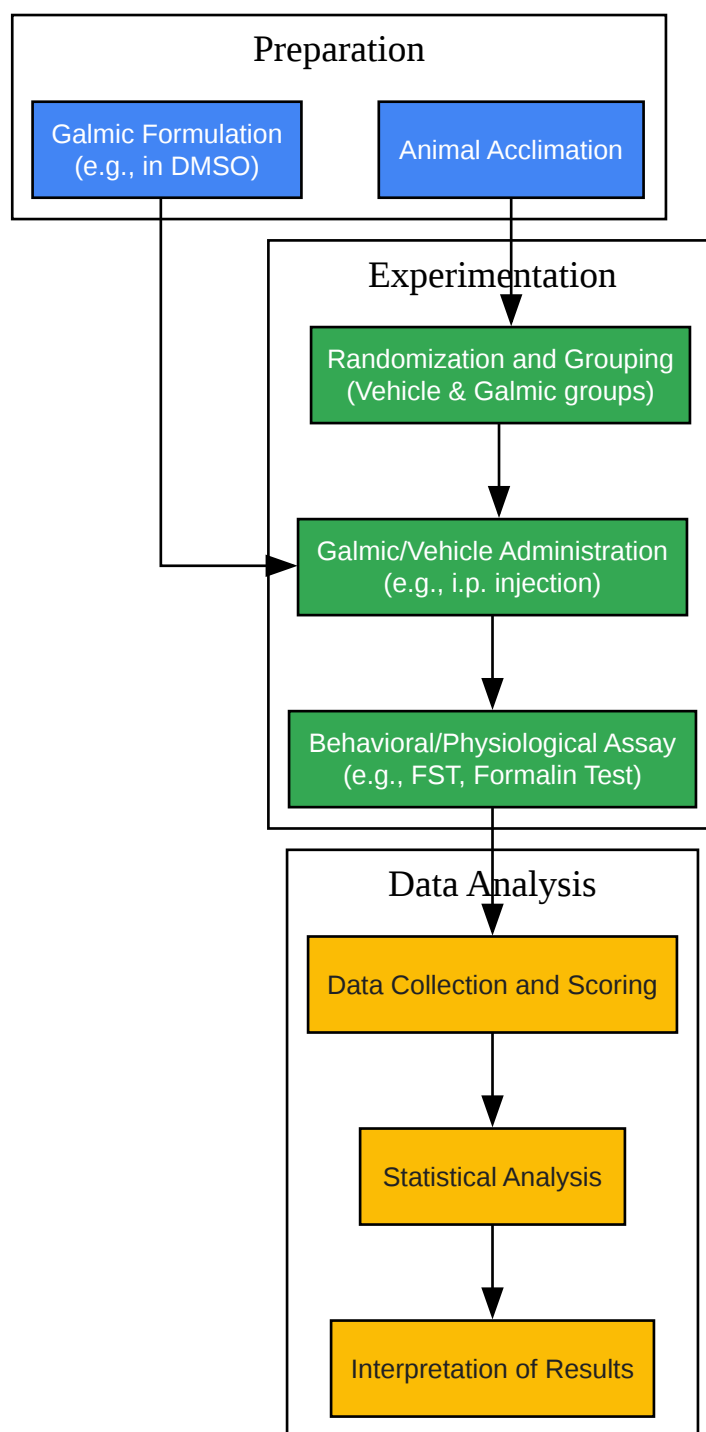 Preparation
Galmic Formulation
(e.g., in DMSO)
Animal Acclimation
Experimentation
Randomization and Grouping
(Vehicle & Galmic groups)
Galmic/Vehicle Administration
(e.g., i.p. injection)
Behavioral/Physiological Assay
(e.g., FST, Formalin Test)
Data Analysis
Data Collection and Scoring
Statistical Analysis
Interpretation of Results